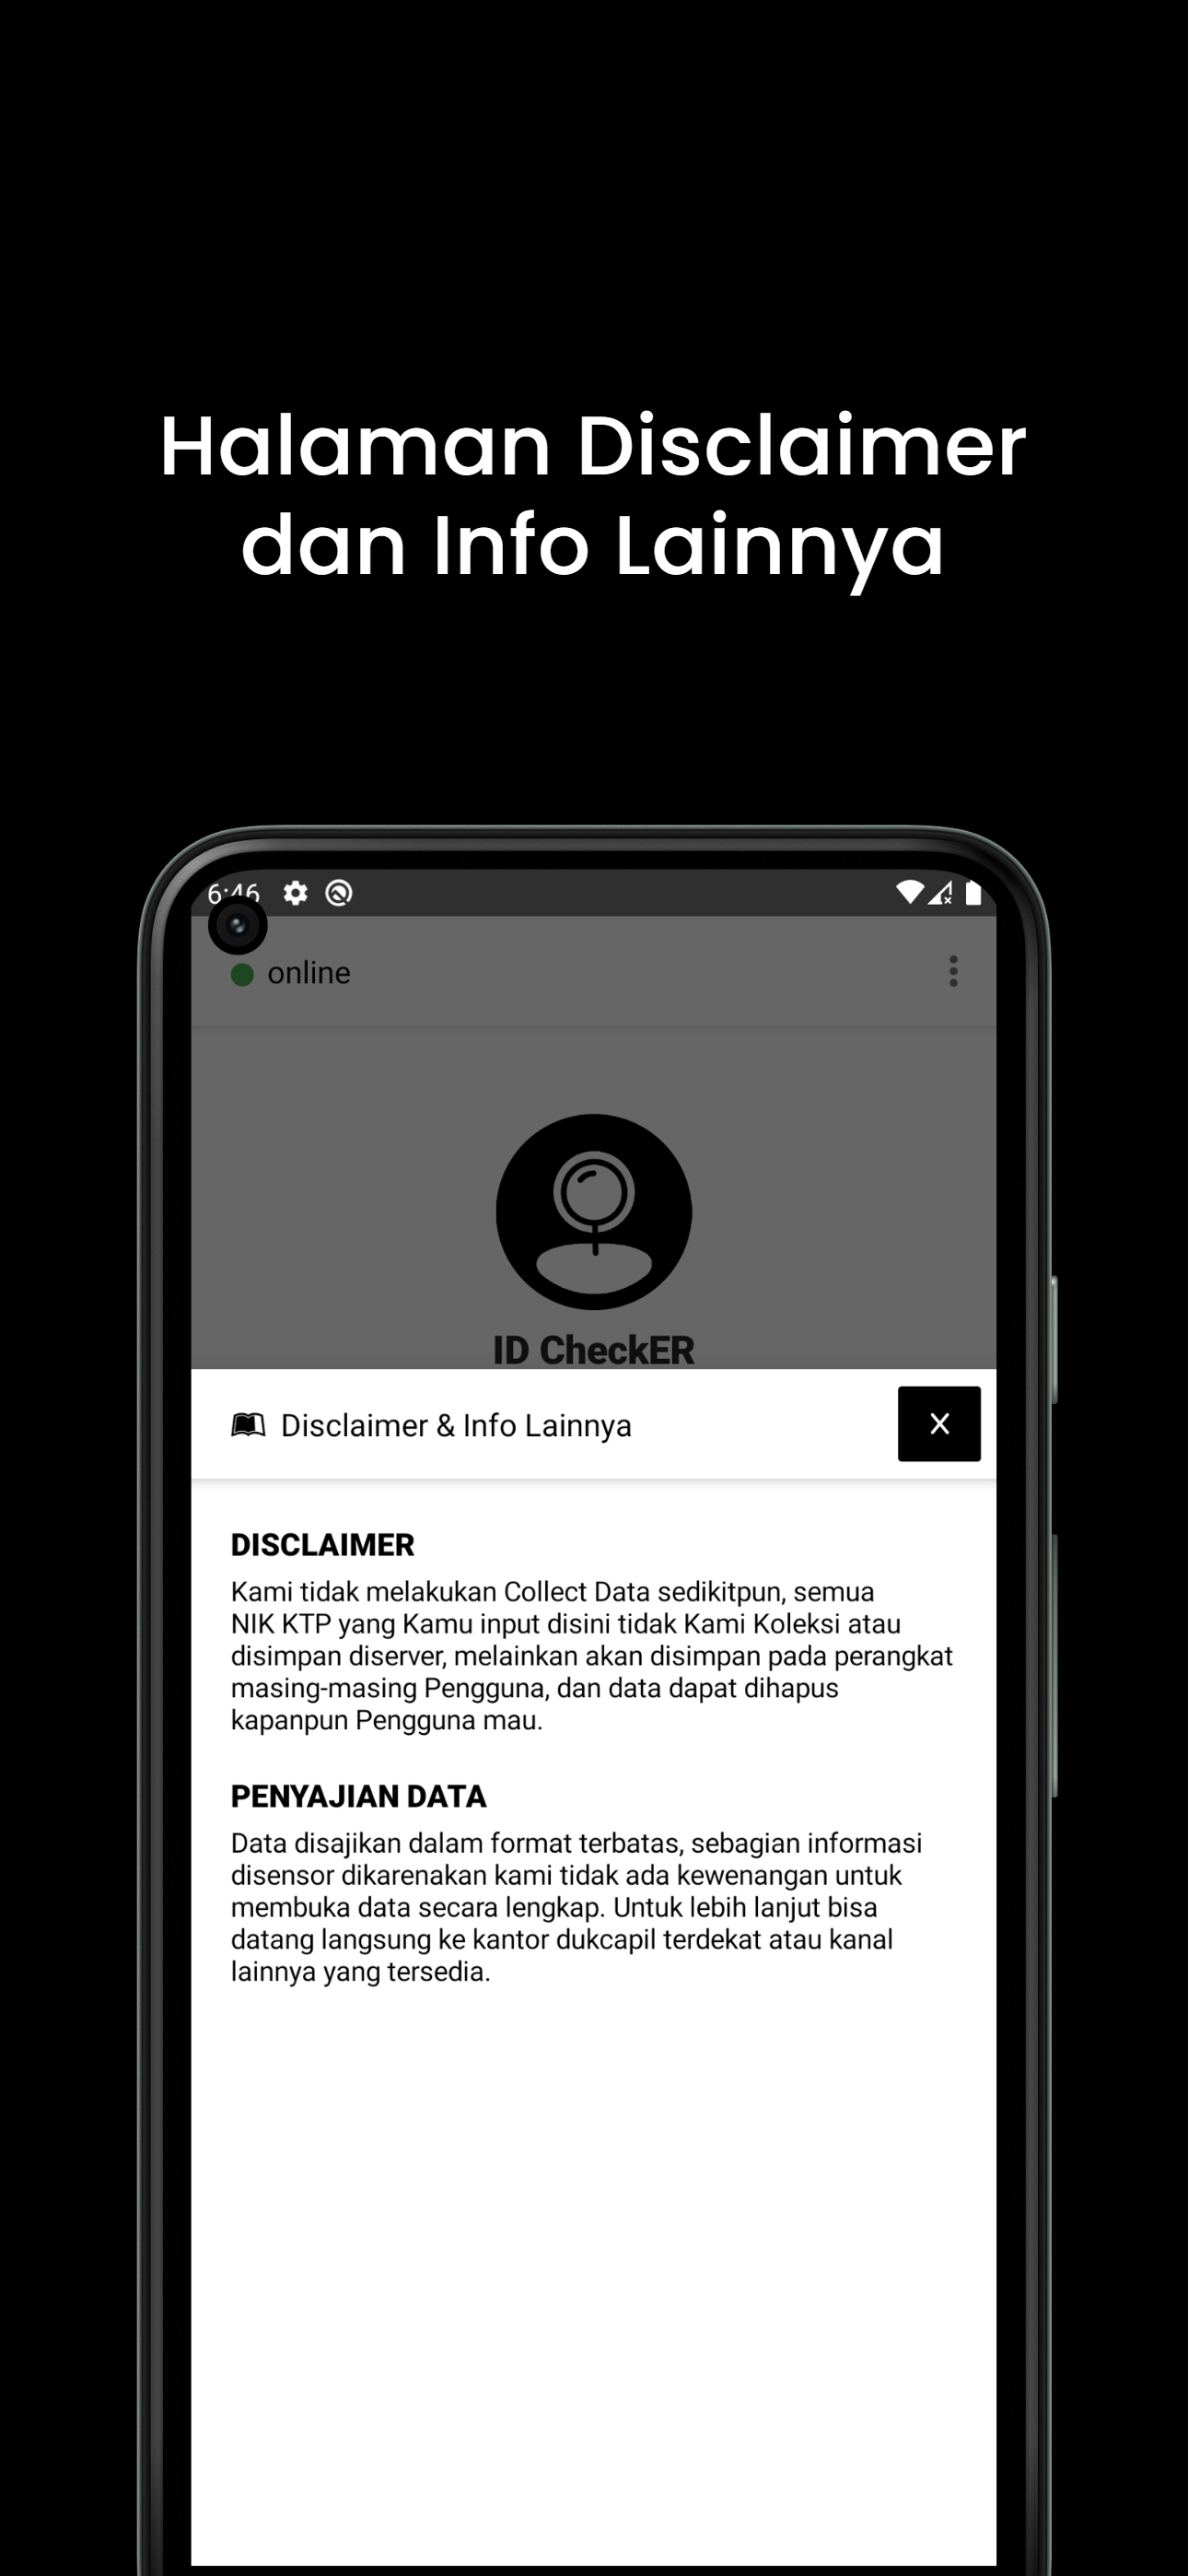 Halaman Disclaimer
dan Info Lainnya
6:46
online
ID CheckER
Disclaimer & Info Lainnya
X
DISCLAIMER
Kami tidak melakukan Collect Data sedikitpun, semua
NIK KTP yang Kamu input disini tidak Kami Koleksi atau
disimpan diserver, melainkan akan disimpan pada perangkat
masing-masing Pengguna, dan data dapat dihapus
kapanpun Pengguna mau.
PENYAJIAN DATA
Data disajikan dalam format terbatas, sebagian informasi
disensor dikarenakan kami tidak ada kewenangan untuk
membuka data secara lengkap. Untuk lebih lanjut bisa
datang langsung ke kantor dukcapil terdekat atau kanal
lainnya yang tersedia.